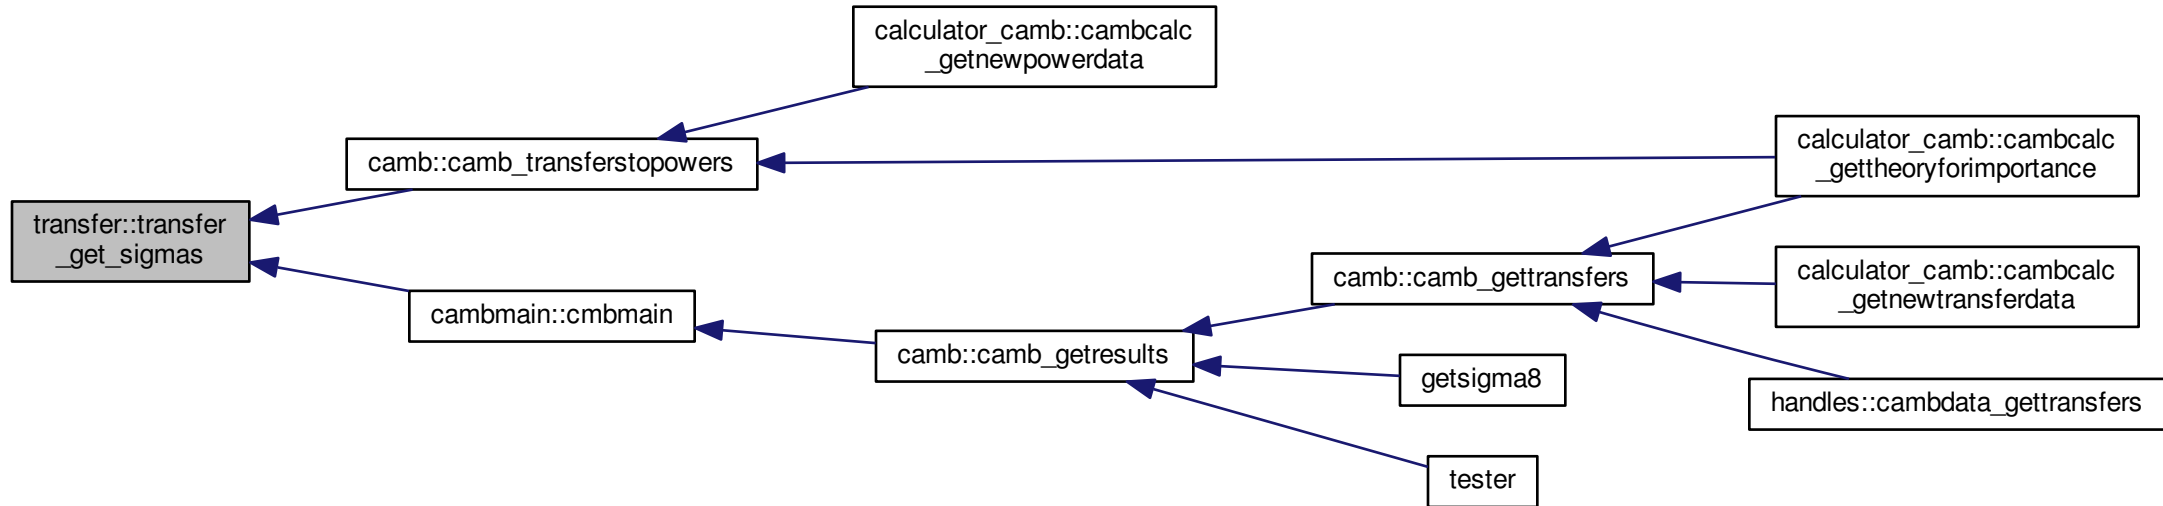 calculator_camb::cambcalc
_getnewpowerdata
calculator_camb::cambcalc
_gettheoryforimportance
camb::camb_transferstopowers
transfer::transfer
_get_sigmas
calculator_camb::cambcalc
_getnewtransferdata
camb::camb_gettransfers
cambmain::cmbmain
camb::camb_getresults
getsigma8
handles::cambdata_gettransfers
tester